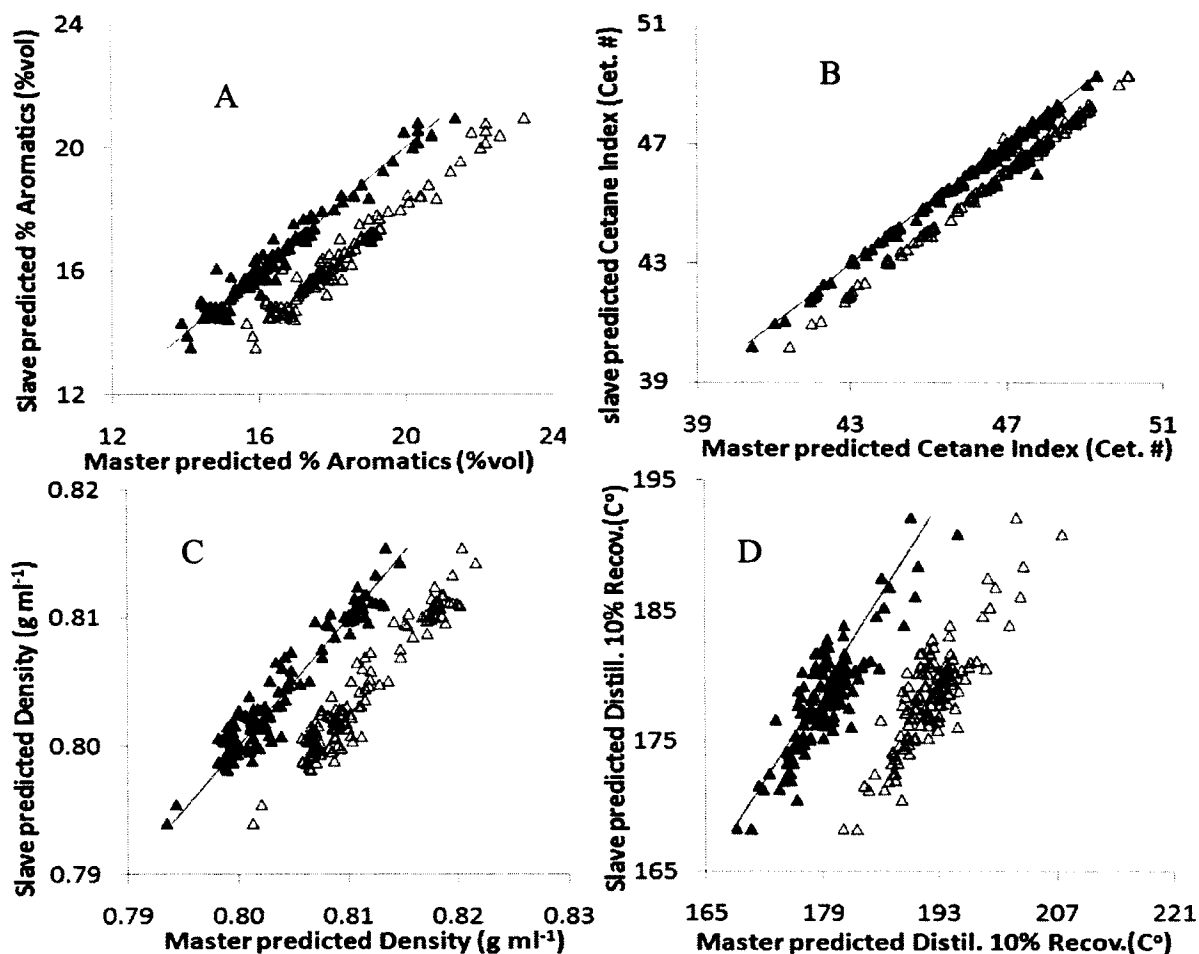 Slave predicted % Aromatics (%vol)
24
20
16
12
A
12 16 20 24
Master predicted % Aromatics (%vol)
slave predicted Cetane Index (Cet. #)
51
47
43
39
B
39 43 47 51
Master predicted Cetane Index (Cet. #)
Slave predicted Density (g ml-1)
0.82
0.81
0.80
0.79
C
0.79 0.80 0.81 0.82 0.83
Master predicted Density (g ml-1)
Slave predicted Distill. 10% Recov.(Cº)
195
185
175
165
D
165 179 193 207 221
Master predicted Distil. 10% Recov.(Cº)